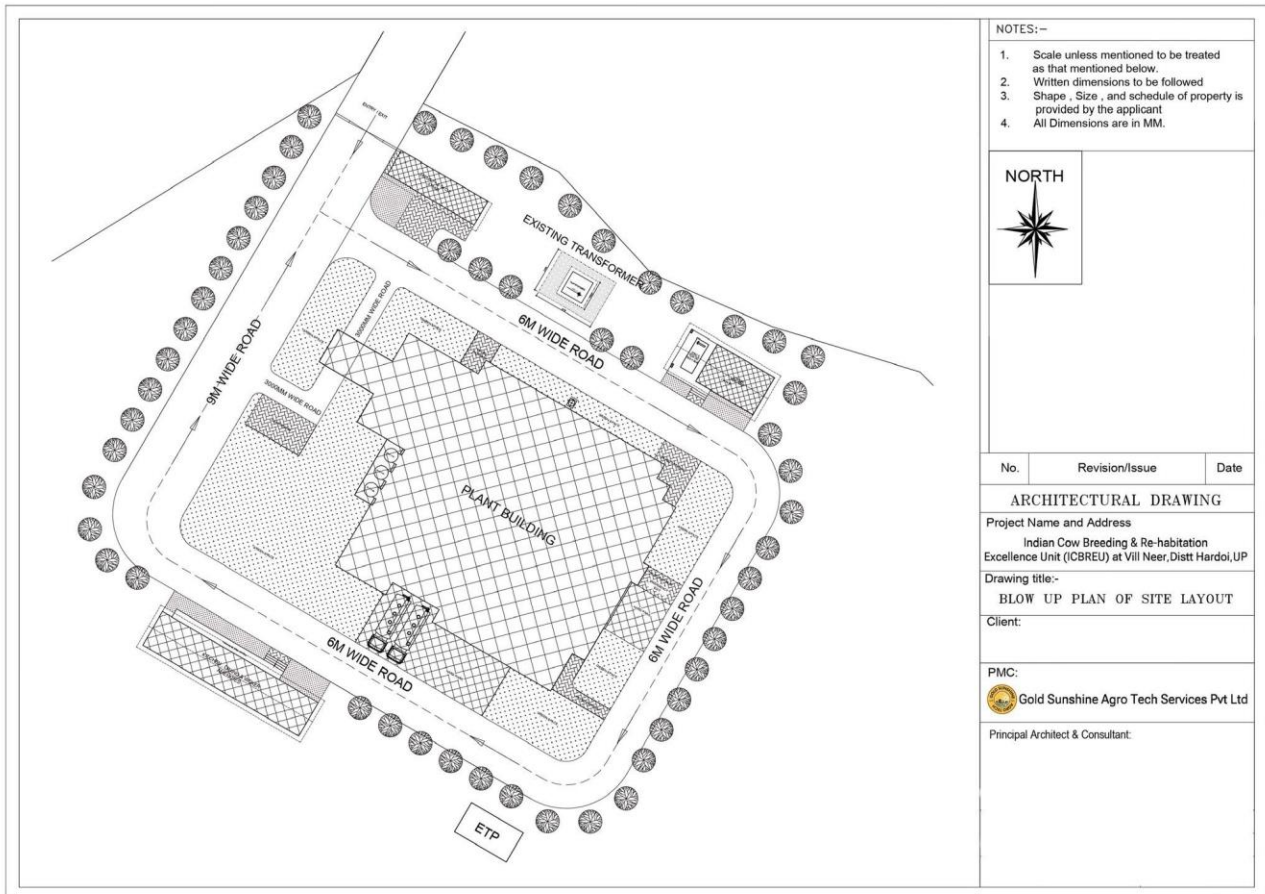 ENTRY / EXIT
EXISTING TRANSFORMER
6M WIDE ROAD
3000MM WIDE ROAD
9M WIDE ROAD
3000MM WIDE ROAD
PLANT BUILDING
6M WIDE ROAD
6M WIDE ROAD
ETP
NOTES:-
1. Scale unless mentioned to be treated
as that mentioned below.
2. Written dimensions to be followed
3. Shape , Size , and schedule of property is
provided by the applicant
4. All Dimensions are in MM.
NORTH
No. Revision/Issue Date
ARCHITECTURAL DRAWING
Project Name and Address
Indian Cow Breeding & Re-habitation
Excellence Unit (ICBREU) at Vill Neer,Distt Hardoi,UP
Drawing title:-
BLOW UP PLAN OF SITE LAYOUT
Client:
PMC:
Gold Sunshine Agro Tech Services Pvt Ltd
Principal Architect & Consultant: